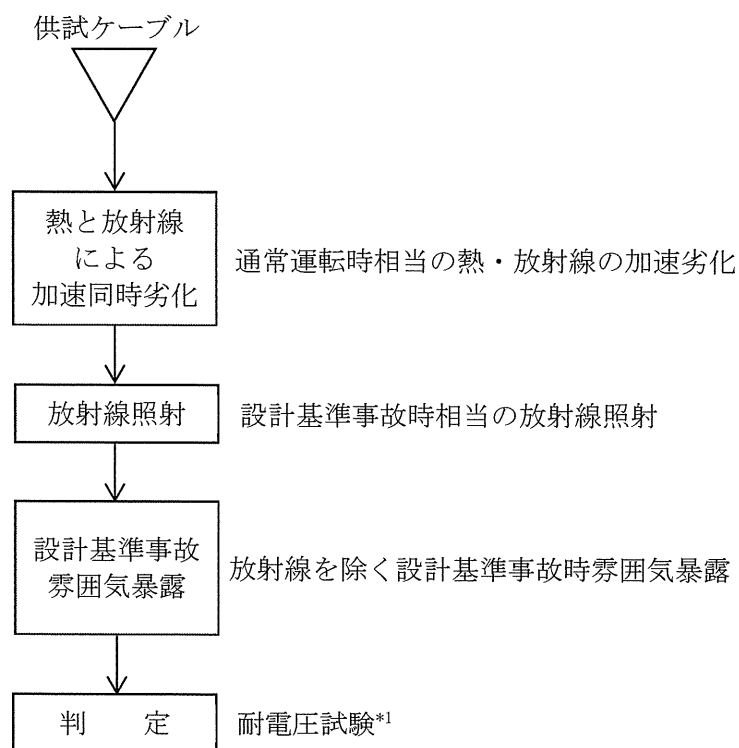 供試ケーブル
熱と放射線
による
加速同時劣化
通常運転時相当の熱・放射線の加速劣化
放射線照射
設計基準事故時相当の放射線照射
設計基準事故
雰囲気暴露
放射線を除く設計基準事故時雰囲気暴露
判 定
耐電圧試験*1